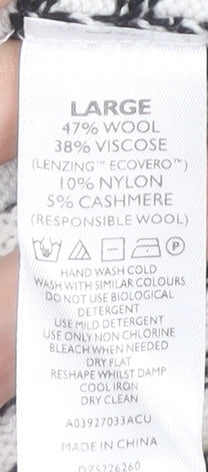 LARGE
47% WOOL
38% VISCOSE
(LENZING™ ECOVERO™)
10% NYLON
5% CASHMERE
(RESPONSIBLE WOOL)
P
HAND WASH COLD
WASH WITH SIMILAR COLOURS
DO NOT USE BIOLOGICAL
DETERGENT
USE MILD DETERGENT
USE ONLY NON CHLORINE
BLEACH WHEN NEEDED
DRY FLAT
RESHAPE WHILST DAMP
COOL IRON
DRY CLEAN
A03927033ACU
MADE IN CHINA
DZS226260